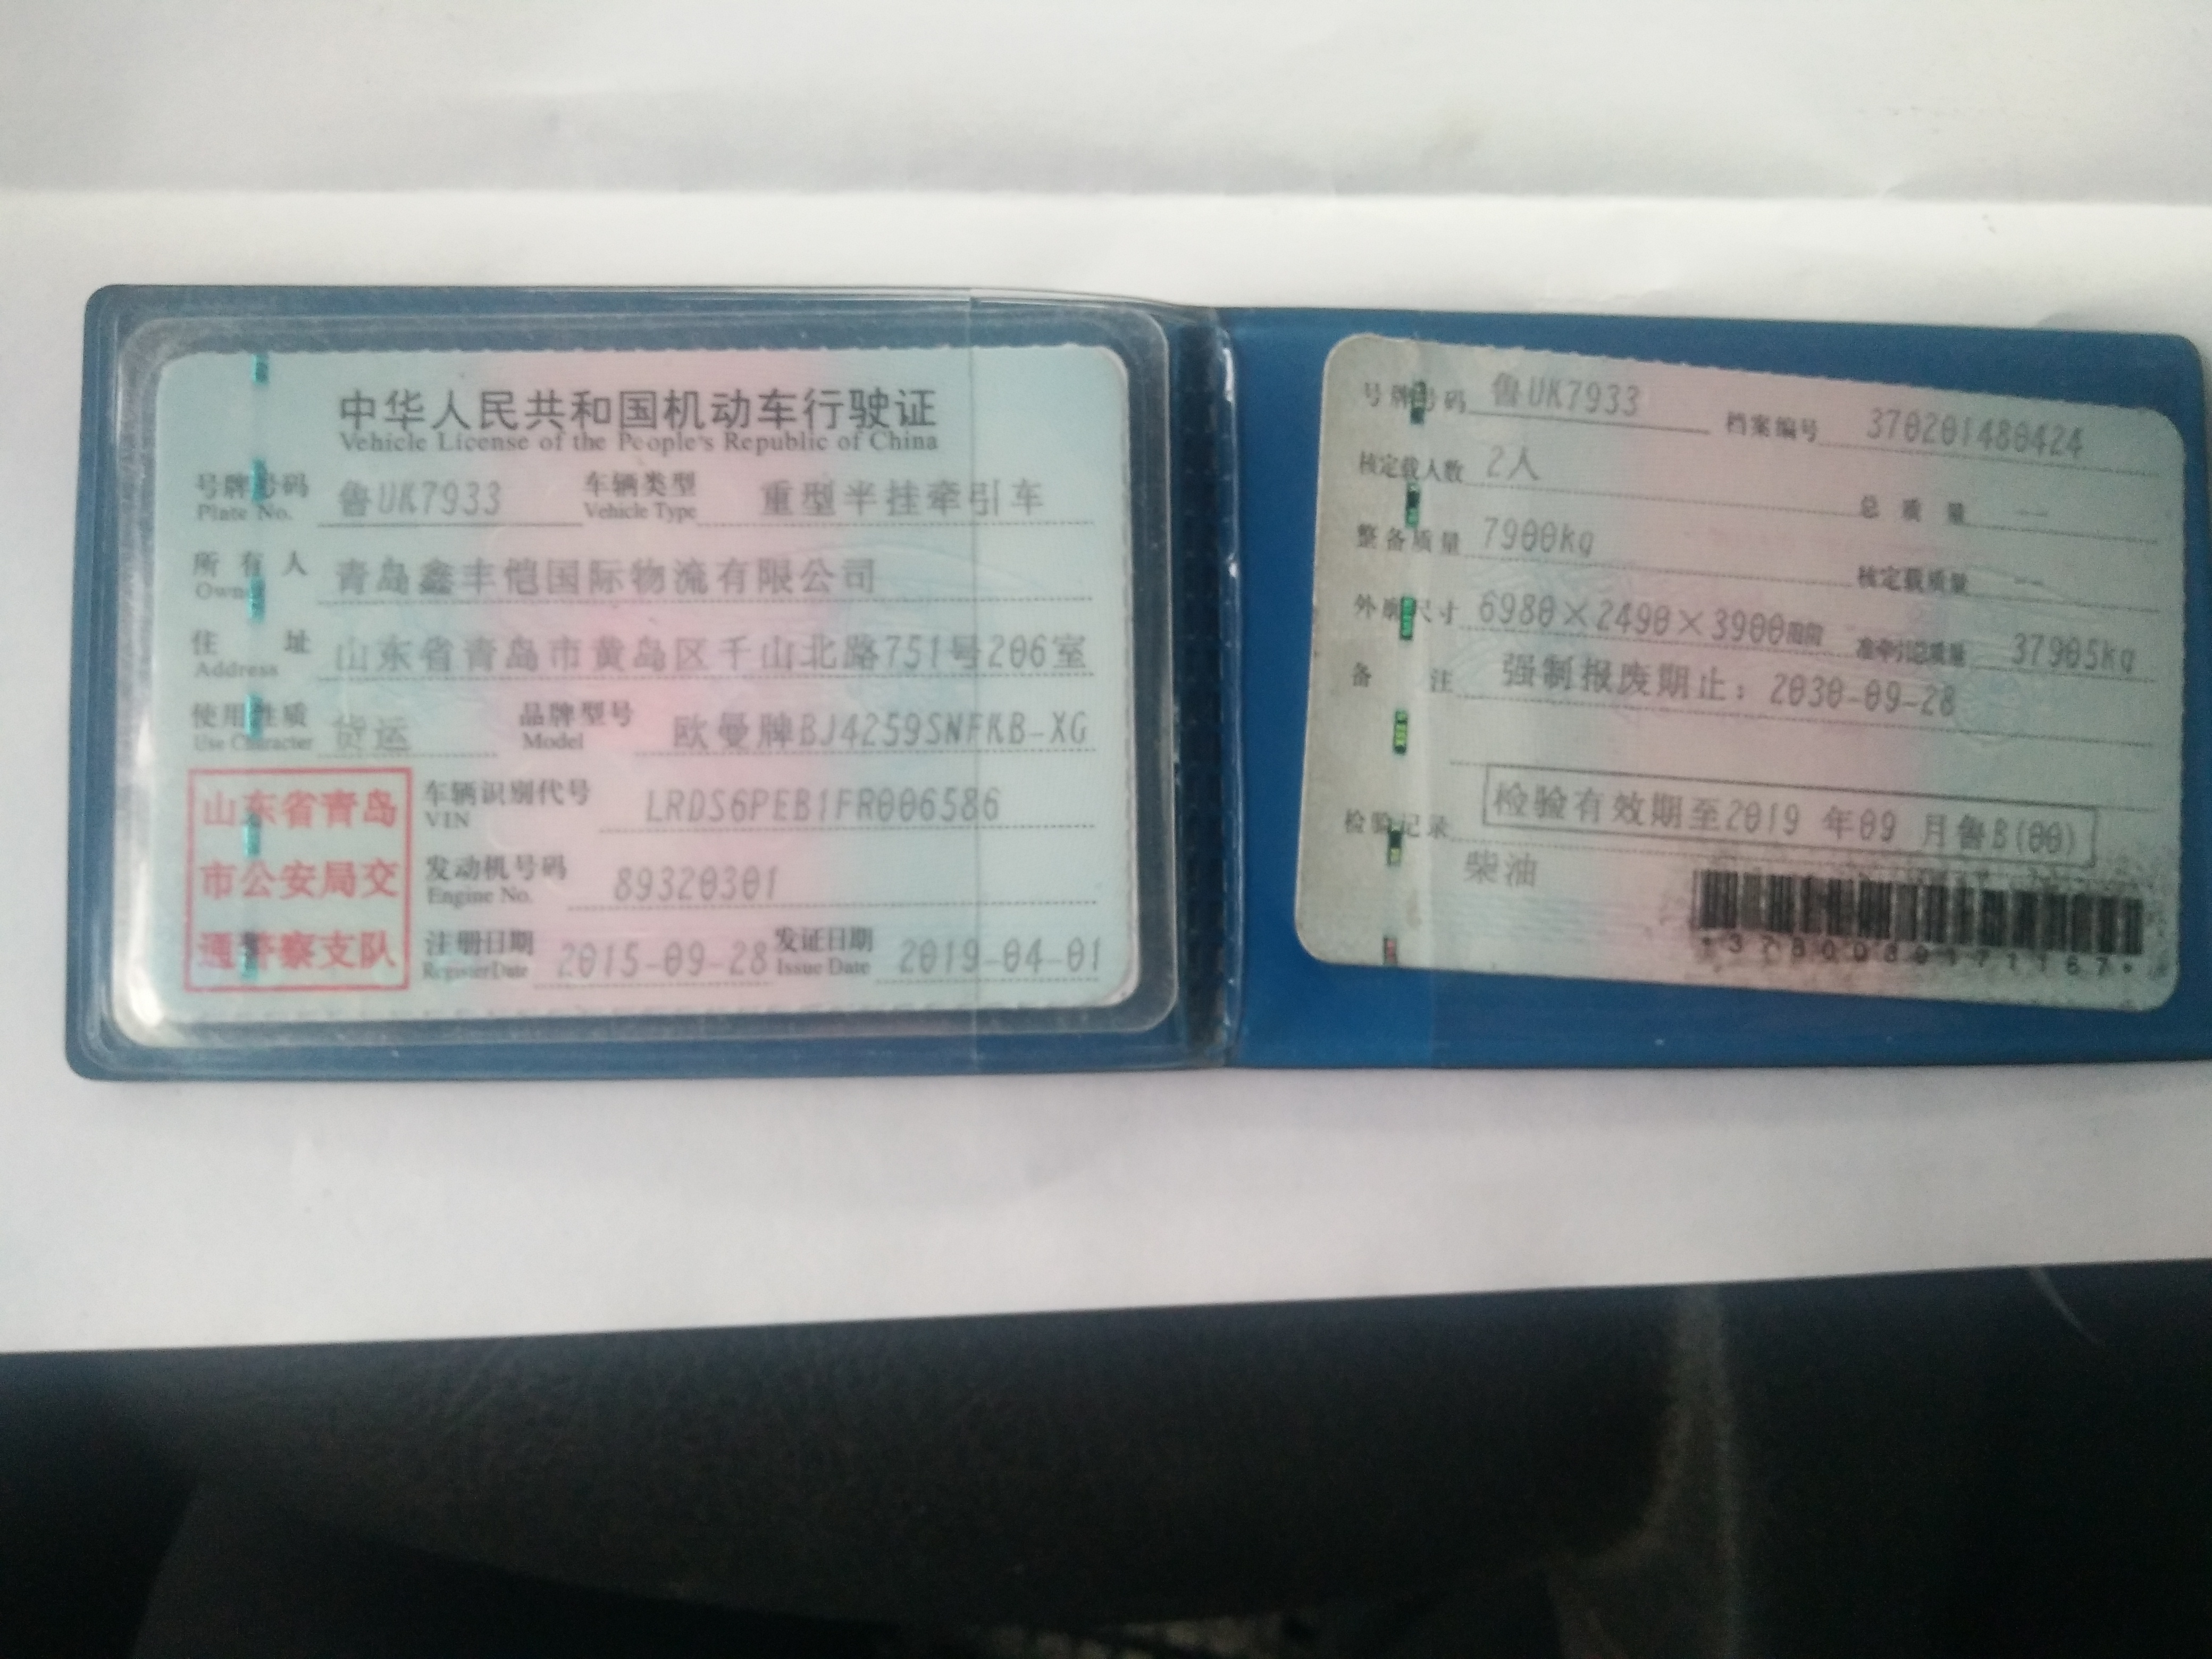 中华人民共和国机动车行驶证
Vehicle License of the People's Republic of China
号牌号码 鲁UK7933 车辆类型 重型半挂牵引车
Plate No. Vehicle Type
所有人 青岛鑫丰恺国际物流有限公司
Owner
住址 山东省青岛市黄岛区千山北路751号206室
Address
使用性质 货运 品牌型号 欧曼牌BJ4259SNFKB-XG
Use Character Model
山东省青岛
市公安局交
通警察支队
车辆识别代号 LRDS6PEB1FR006586
VIN
发动机号码 89320301
Engine No.
注册日期 2015-09-28 发证日期 2019-04-01
Register Date Issue Date
号牌号码 鲁UK7933 档案编号 370201480424
核定载人数 2人 总质量 --
整备质量 7900kg 核定载质量 --
外廓尺寸 6980×2490×3900mm 准牵引总质量 37905kg
备注 强制报废期止：2030-09-28
检验记录 检验有效期至2019 年09 月鲁B(00)
柴油